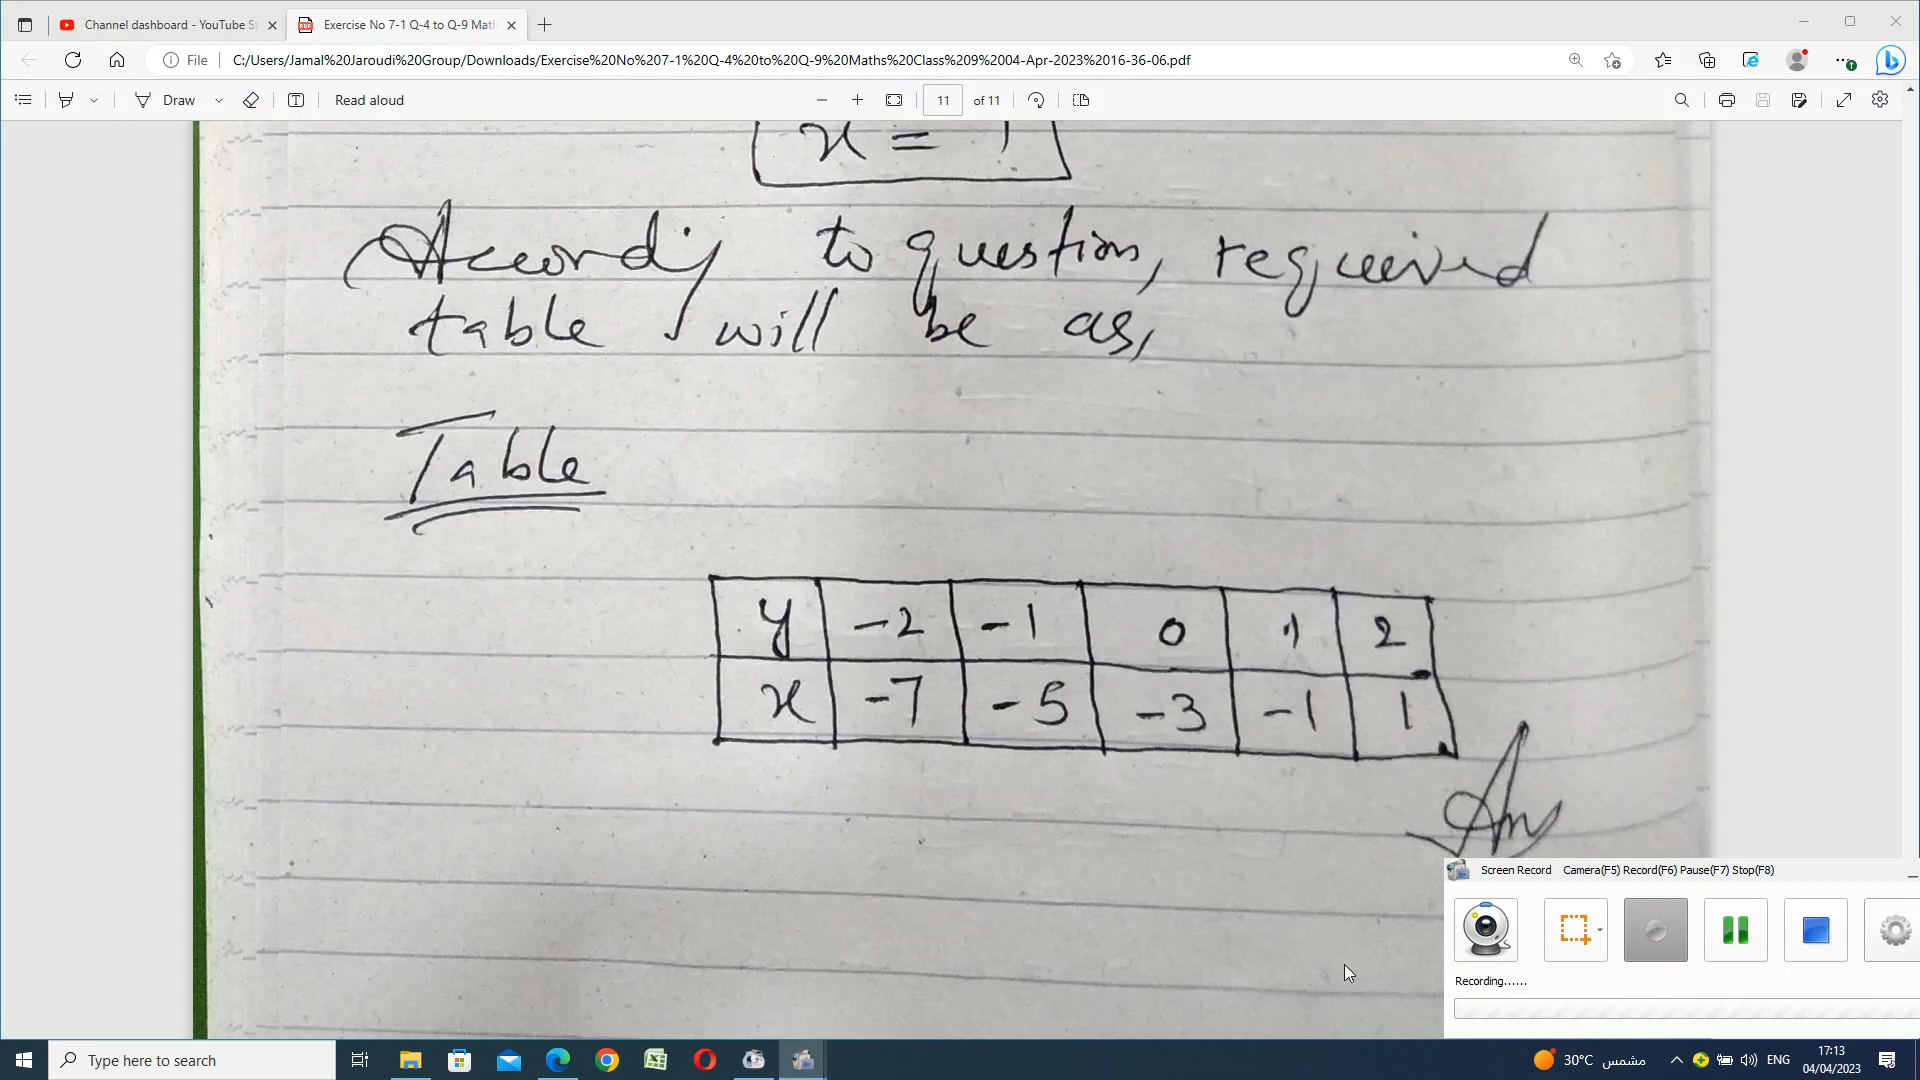 Channel dashboard - YouTube St
Exercise No 7-1 Q-4 to Q-9 Math
File
C:/Users/Jamal%20Jaroudi%20Group/Downloads/Exercise%20No%207-1%20Q-4%20to%20Q-9%20Maths%20Class%209%2004-Apr-2023%2016-36-06.pdf
Draw
Read aloud
11 of 11
x = 1
According to question, required
table will be as,
Table
y -2 -1 0 1 2
x -7 -5 -3 -1 1
Ans
Screen Record Camera(F5) Record(F6) Pause(F7) Stop(F8)
Recording......
Type here to search
30°C مشمس
ENG
17:13
04/04/2023